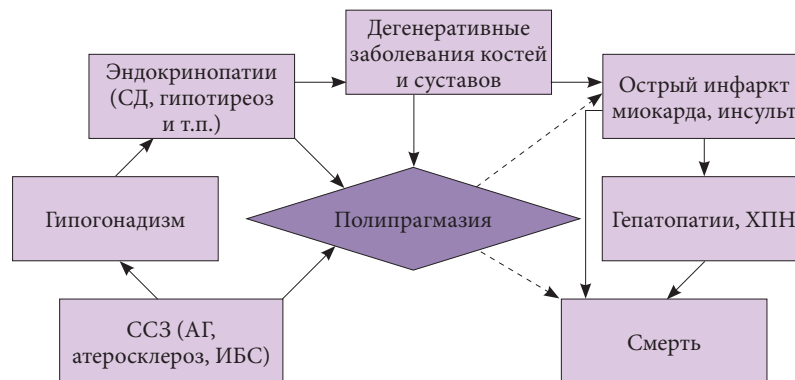 Дегенеративные
заболевания костей
и суставов
Эндокринопатии
(СД, гипотиреоз
и т.п.)
Острый инфаркт
миокарда, инсульт
Гипогонадизм
Полипрагмазия
Гепатопатии, ХПН
ССЗ (АГ,
атеросклероз, ИБС)
Смерть